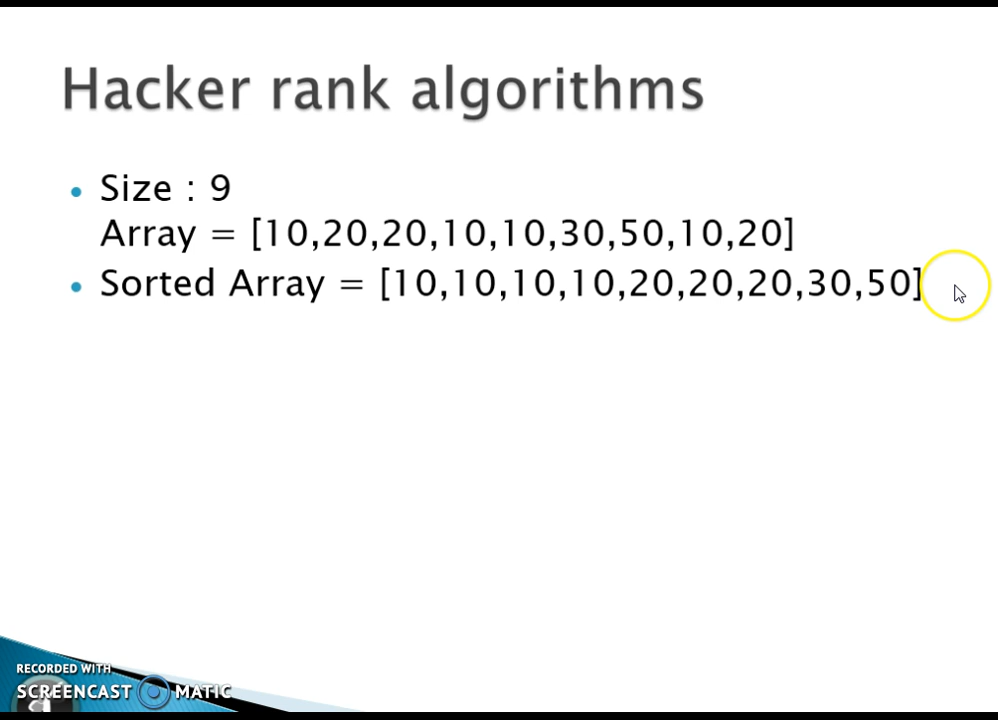 Hacker rank algorithms
• Size : 9
Array = [10,20,20,10,10,30,50,10,20]
• Sorted Array = [10,10,10,10,20,20,20,30,50]
RECORDED WITH
SCREENCAST MATIC